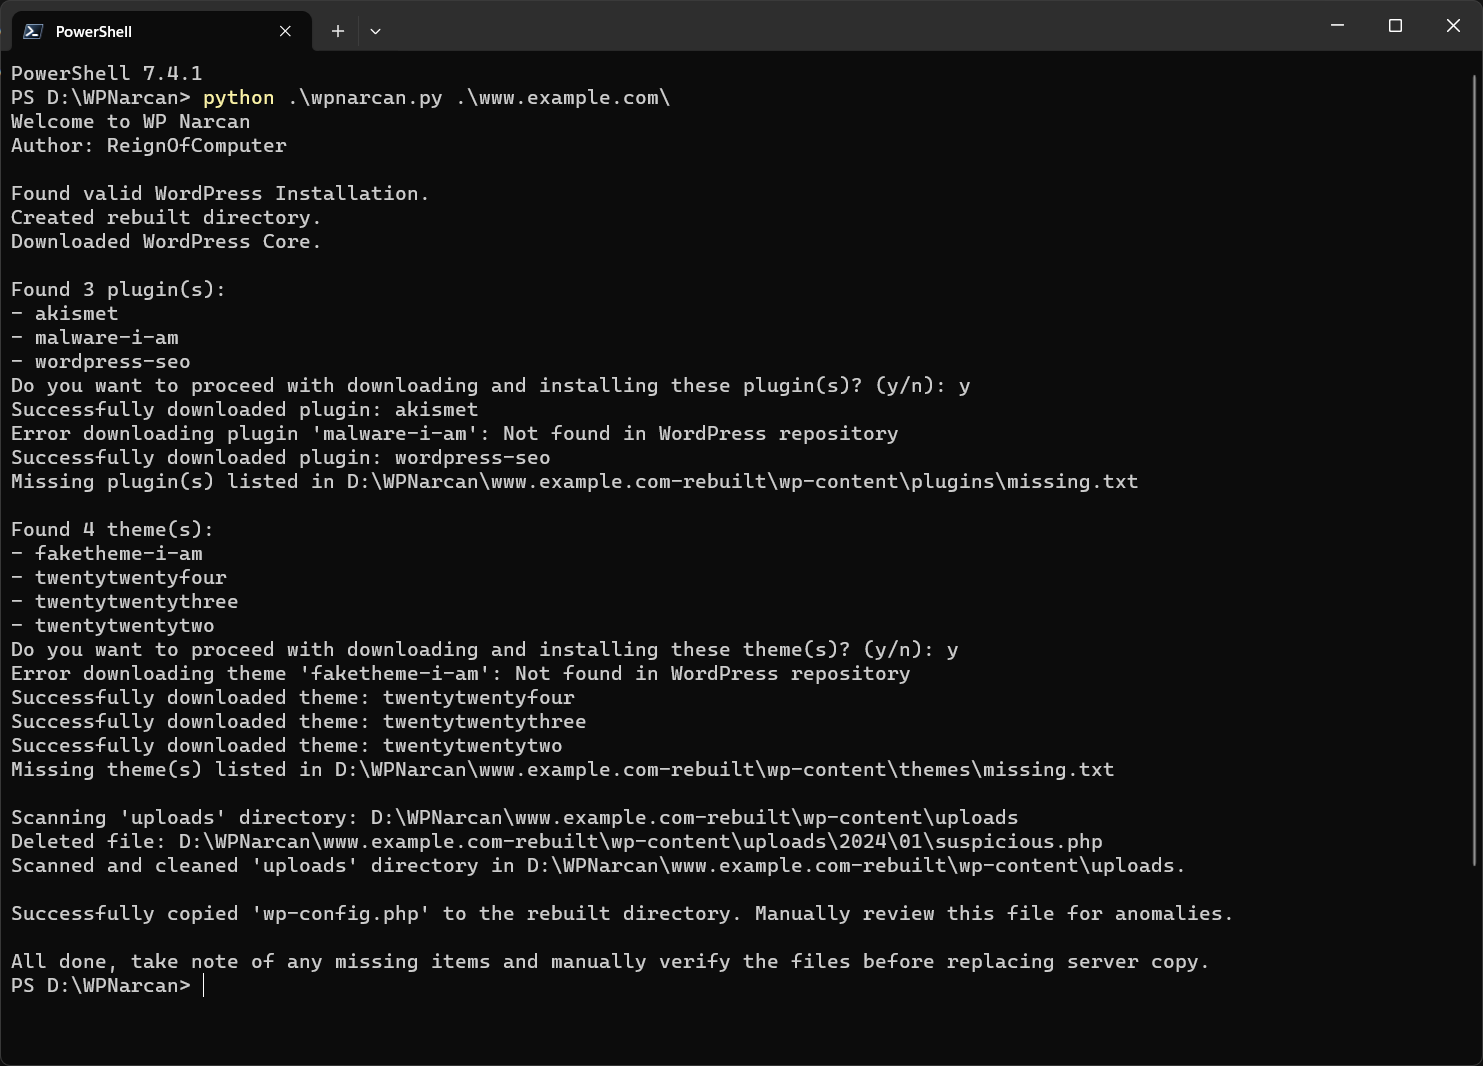 PowerShell
PowerShell 7.4.1
PS D:\WPNarcan> python .\wpnarcan.py .\www.example.com\
Welcome to WP Narcan
Author: ReignOfComputer
Found valid WordPress Installation.
Created rebuilt directory.
Downloaded WordPress Core.
Found 3 plugin(s):
- akismet
- malware-i-am
- wordpress-seo
Do you want to proceed with downloading and installing these plugin(s)? (y/n): y
Successfully downloaded plugin: akismet
Error downloading plugin 'malware-i-am': Not found in WordPress repository
Successfully downloaded plugin: wordpress-seo
Missing plugin(s) listed in D:\WPNarcan\www.example.com-rebuilt\wp-content\plugins\missing.txt
Found 4 theme(s):
- faketheme-i-am
- twentytwentyfour
- twentytwentythree
- twentytwentytwo
Do you want to proceed with downloading and installing these theme(s)? (y/n): y
Error downloading theme 'faketheme-i-am': Not found in WordPress repository
Successfully downloaded theme: twentytwentyfour
Successfully downloaded theme: twentytwentythree
Successfully downloaded theme: twentytwentytwo
Missing theme(s) listed in D:\WPNarcan\www.example.com-rebuilt\wp-content\themes\missing.txt
Scanning 'uploads' directory: D:\WPNarcan\www.example.com-rebuilt\wp-content\uploads
Deleted file: D:\WPNarcan\www.example.com-rebuilt\wp-content\uploads\2024\01\suspicious.php
Scanned and cleaned 'uploads' directory in D:\WPNarcan\www.example.com-rebuilt\wp-content\uploads.
Successfully copied 'wp-config.php' to the rebuilt directory. Manually review this file for anomalies.
All done, take note of any missing items and manually verify the files before replacing server copy.
PS D:\WPNarcan>